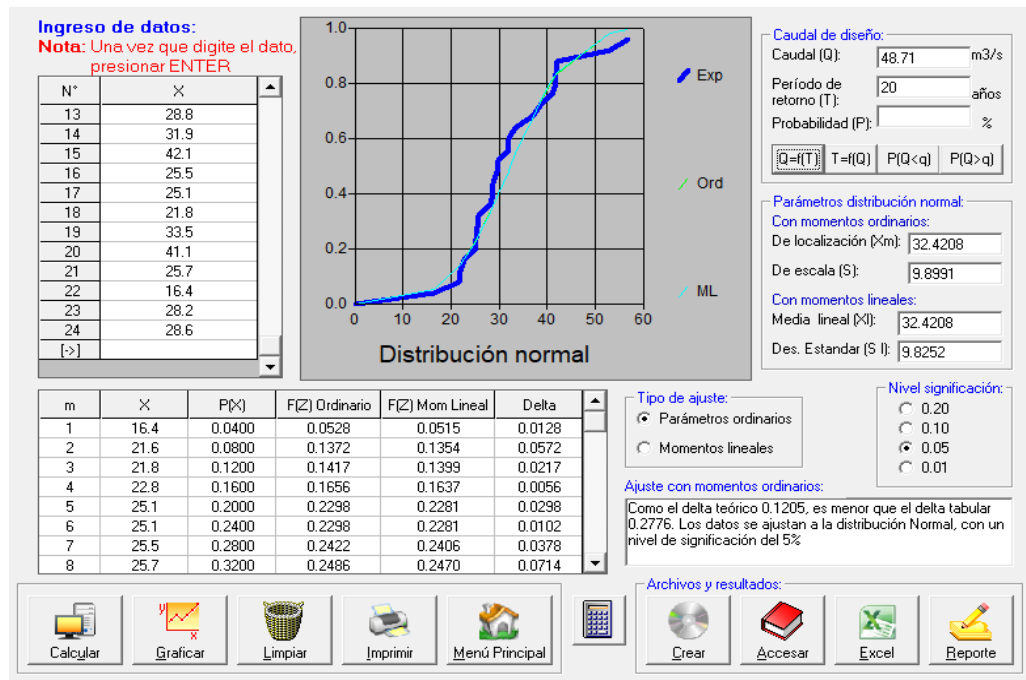 Ingreso de datos:
Nota: Una vez que digite el dato,
presionar ENTER
N° X
13 28.8
14 31.9
15 42.1
16 25.5
17 25.1
18 21.8
19 33.5
20 41.1
21 25.7
22 16.4
23 28.2
24 28.6
[->]
1.0
0.8
0.6
0.4
0.2
0.0
0 10 20 30 40 50 60
Distribución normal
Exp
Ord
ML
Caudal de diseño:
Caudal (Q): 48.71 m3/s
Período de
retorno (T): 20 años
Probabilidad (P): %
Q=f(T) T=f(Q) P(Q<q) P(Q>q)
Parámetros distribución normal:
Con momentos ordinarios:
De localización (Xm): 32.4208
De escala (S): 9.8991
Con momentos lineales:
Media lineal (Xl): 32.4208
Des. Estandar (S l): 9.8252
m X P(X) F(Z) Ordinario F(Z) Mom Lineal Delta
1 16.4 0.0400 0.0528 0.0515 0.0128
2 21.6 0.0800 0.1372 0.1354 0.0572
3 21.8 0.1200 0.1417 0.1399 0.0217
4 22.8 0.1600 0.1656 0.1637 0.0056
5 25.1 0.2000 0.2298 0.2281 0.0298
6 25.1 0.2400 0.2298 0.2281 0.0102
7 25.5 0.2800 0.2422 0.2406 0.0378
8 25.7 0.3200 0.2486 0.2470 0.0714
Tipo de ajuste:
Parámetros ordinarios
Momentos lineales
Nivel significación:
0.20
0.10
0.05
0.01
Ajuste con momentos ordinarios:
Como el delta teórico 0.1205, es menor que el delta tabular
0.2776. Los datos se ajustan a la distribución Normal, con un
nivel de significación del 5%
y
x
Calcular Graficar Limpiar Imprimir Menú Principal
Archivos y resultados:
Crear Accesar Excel Reporte